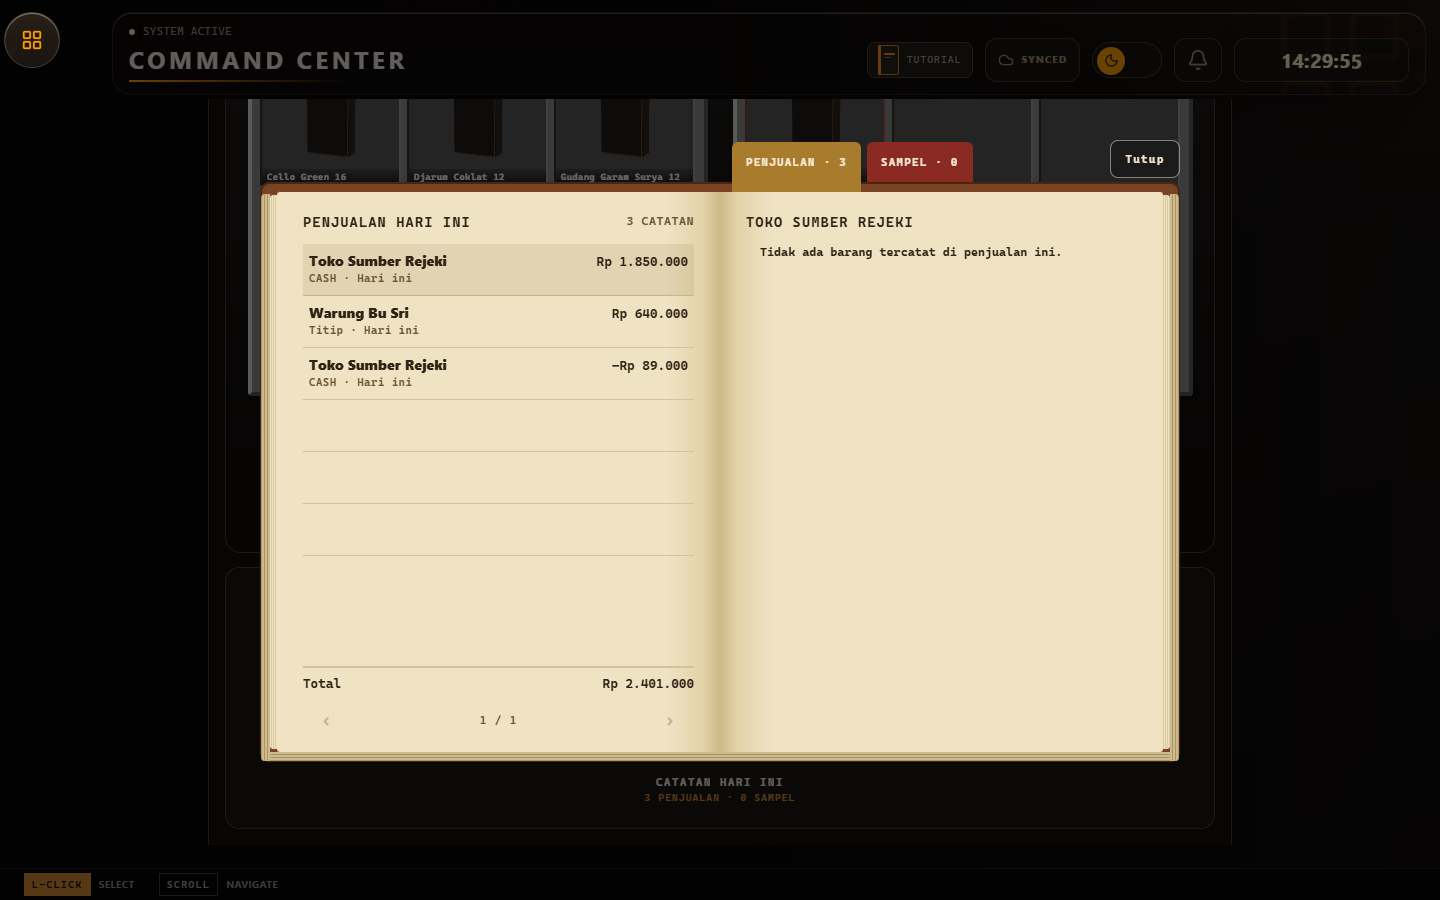 SYSTEM ACTIVE
COMMAND CENTER
TUTORIAL
SYNCED
14:29:55
PENJUALAN · 3
SAMPEL · 0
Tutup
Cello Green 16
Djarum Coklat 12
Gudang Garam Surya 12
PENJUALAN HARI INI
3 CATATAN
Toko Sumber Rejeki
Rp 1.850.000
CASH · Hari ini
Warung Bu Sri
Rp 640.000
Titip · Hari ini
Toko Sumber Rejeki
−Rp 89.000
CASH · Hari ini
Total
Rp 2.401.000
‹
1 / 1
›
TOKO SUMBER REJEKI
Tidak ada barang tercatat di penjualan ini.
CATATAN HARI INI
3 PENJUALAN · 0 SAMPEL
L-CLICK
SELECT
SCROLL
NAVIGATE